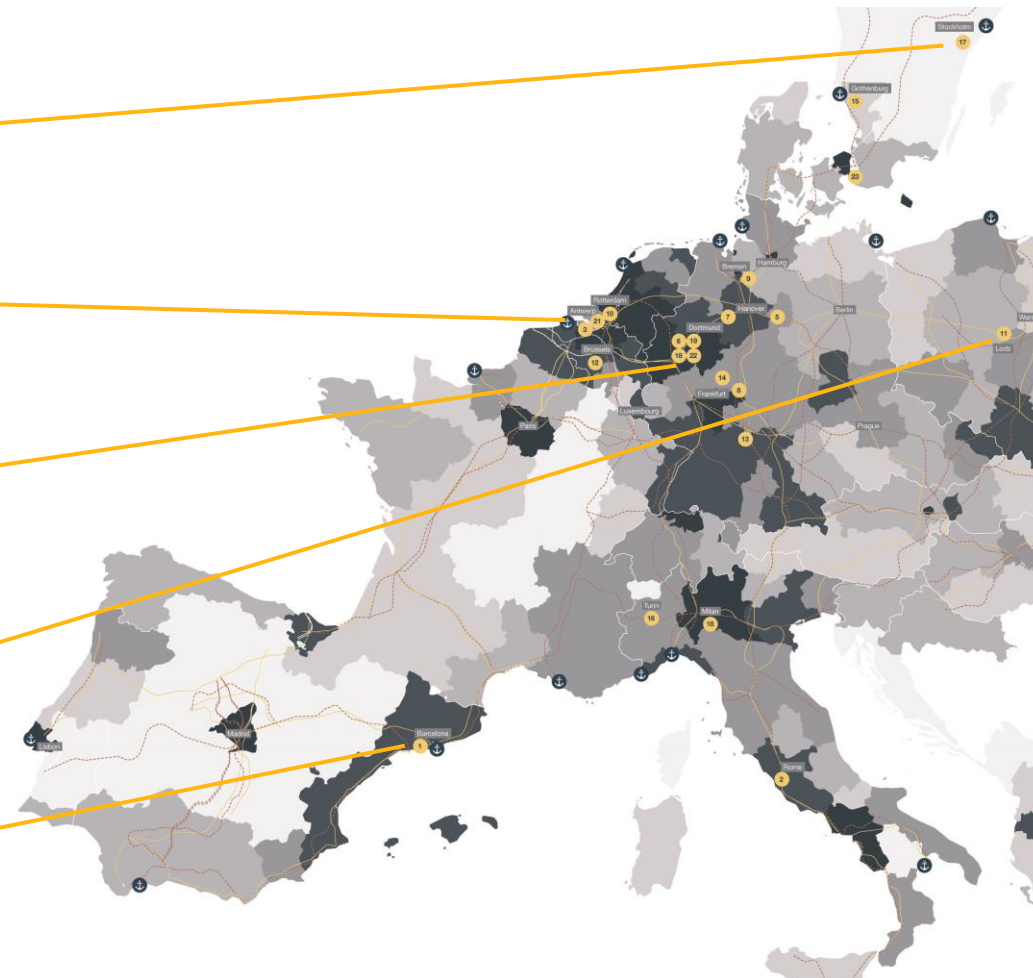 Stockholm
17
Gothenburg
15
23
Bremen
Hamburg
9
Rotterdam
Antwerp
10
21
3
7
Hanover
5
Berlin
11
Lodz
Dortmund
6
19
18
22
Brussels
12
14
Frankfurt
8
Luxembourg
Paris
13
Prague
Turin
16
Milan
18
Lisbon
Madrid
Barcelona
1
Rome
2